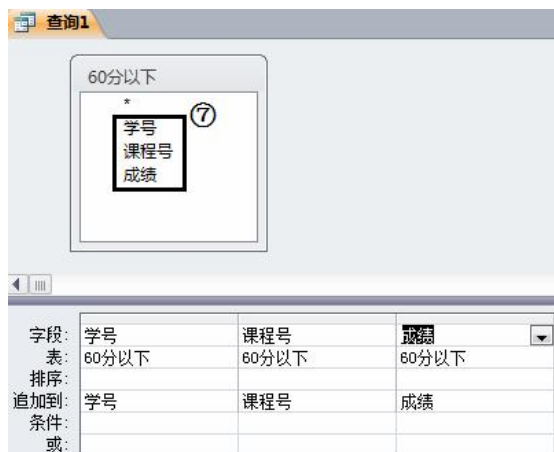 查询1
60分以下
*
学号
⑦
课程号
成绩
字段: 学号 课程号 成绩
表: 60分以下 60分以下 60分以下
排序:
追加到: 学号 课程号 成绩
条件:
或: